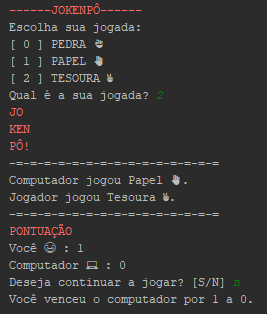 ------JOKENPÔ------
Escolha sua jogada:
[ 0 ] PEDRA ✊
[ 1 ] PAPEL ✋
[ 2 ] TESOURA ✌
Qual é a sua jogada? 2
JO
KEN
PÔ!
-=-=-=-=-=-=-=-=-=-=-=-=-=-=-=
Computador jogou Papel ✋.
Jogador jogou Tesoura ✌.
-=-=-=-=-=-=-=-=-=-=-=-=-=-=-=
PONTUAÇÃO
Você 😄 : 1
Computador 💻 : 0
Deseja continuar a jogar? [S/N] n
Você venceu o computador por 1 a 0.